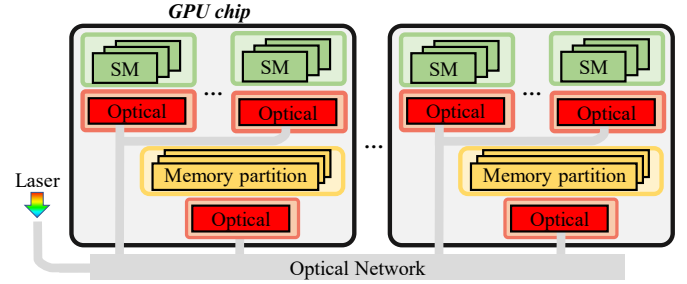 GPU chip
SM
...
SM
SM
...
SM
Optical
Optical
Optical
Optical
...
Memory partition
Memory partition
Laser
Optical
Optical
Optical Network